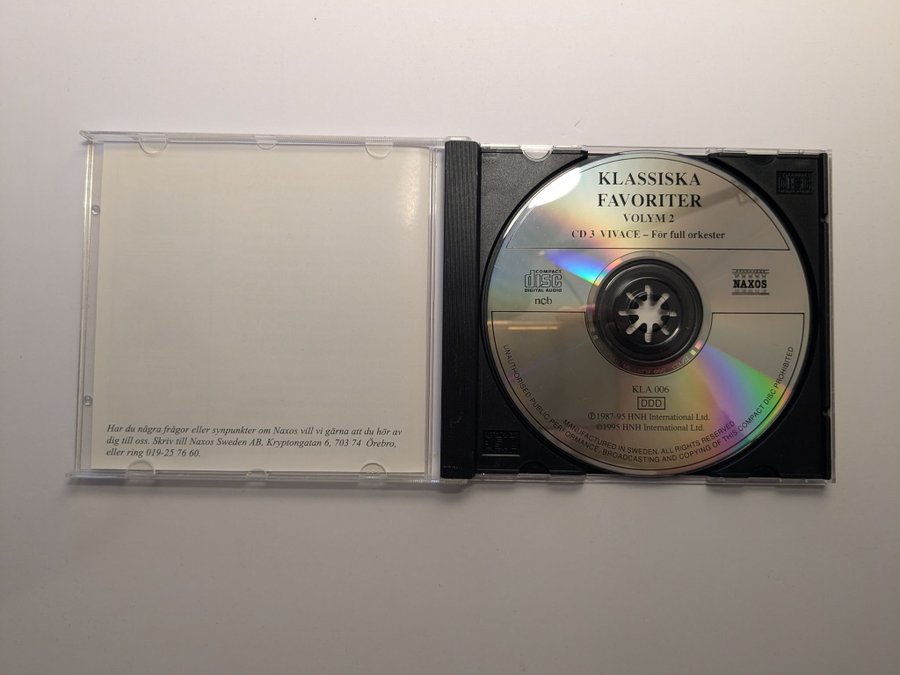 Har du några frågor eller synpunkter om Naxos vill vi gärna att du hör av
dig till oss. Skriv till Naxos Sweden AB, Kryptongatan 6, 703 74 Örebro,
eller ring 019-25 76 60.
KLASSISKA
FAVORITER
VOLYM 2
CD 3 VIVACE – För full orkester
COMPACT
disc
DIGITAL AUDIO
ncb
NAXOS
KLA 006
DDD
℗1987-95 HNH International Ltd.
©1995 HNH International Ltd.
UNAUTHORISED PUBLIC PERFORMANCE, BROADCASTING AND COPYING OF THIS COMPACT DISC PROHIBITED
MANUFACTURED IN SWEDEN. ALL RIGHTS RESERVED